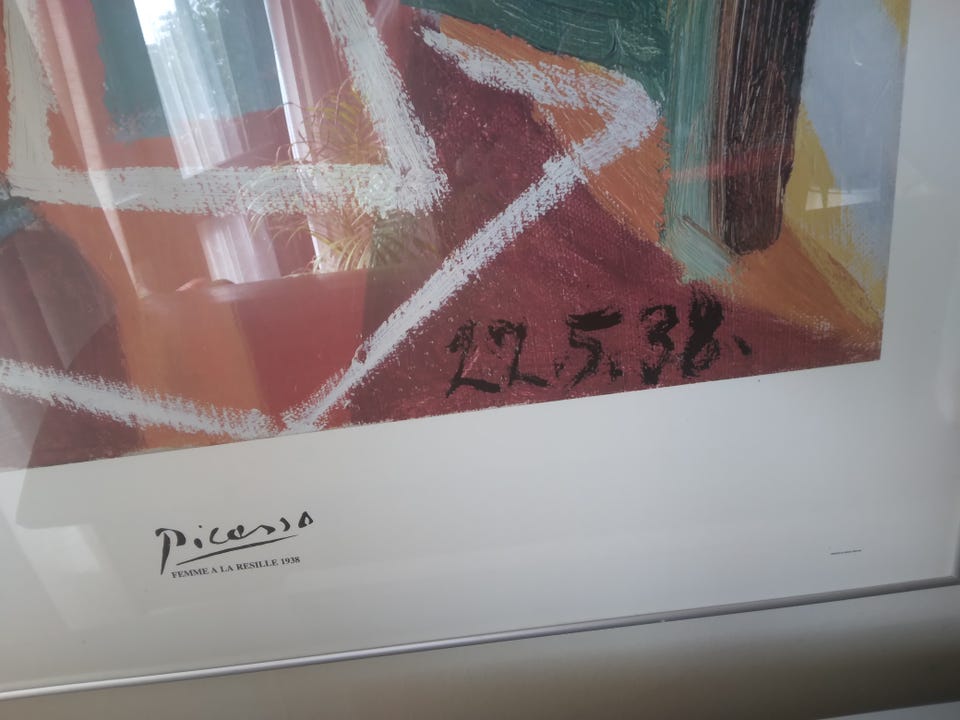 22.5.38.
Picasso
FEMME A LA RESILLE 1938